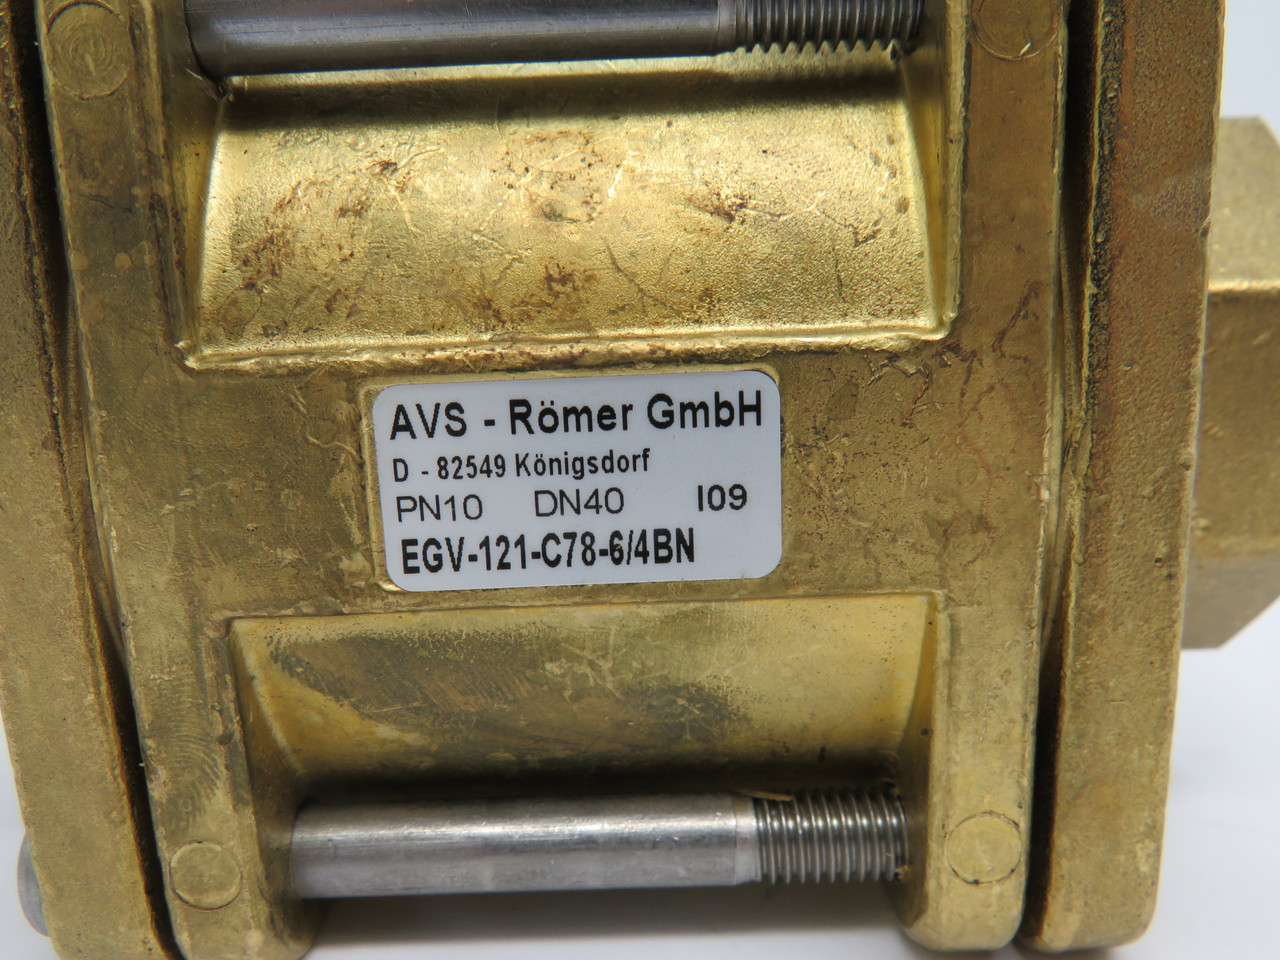 AVS - Römer GmbH
D - 82549 Königsdorf
PN10 DN40 I09
EGV-121-C78-6/4BN